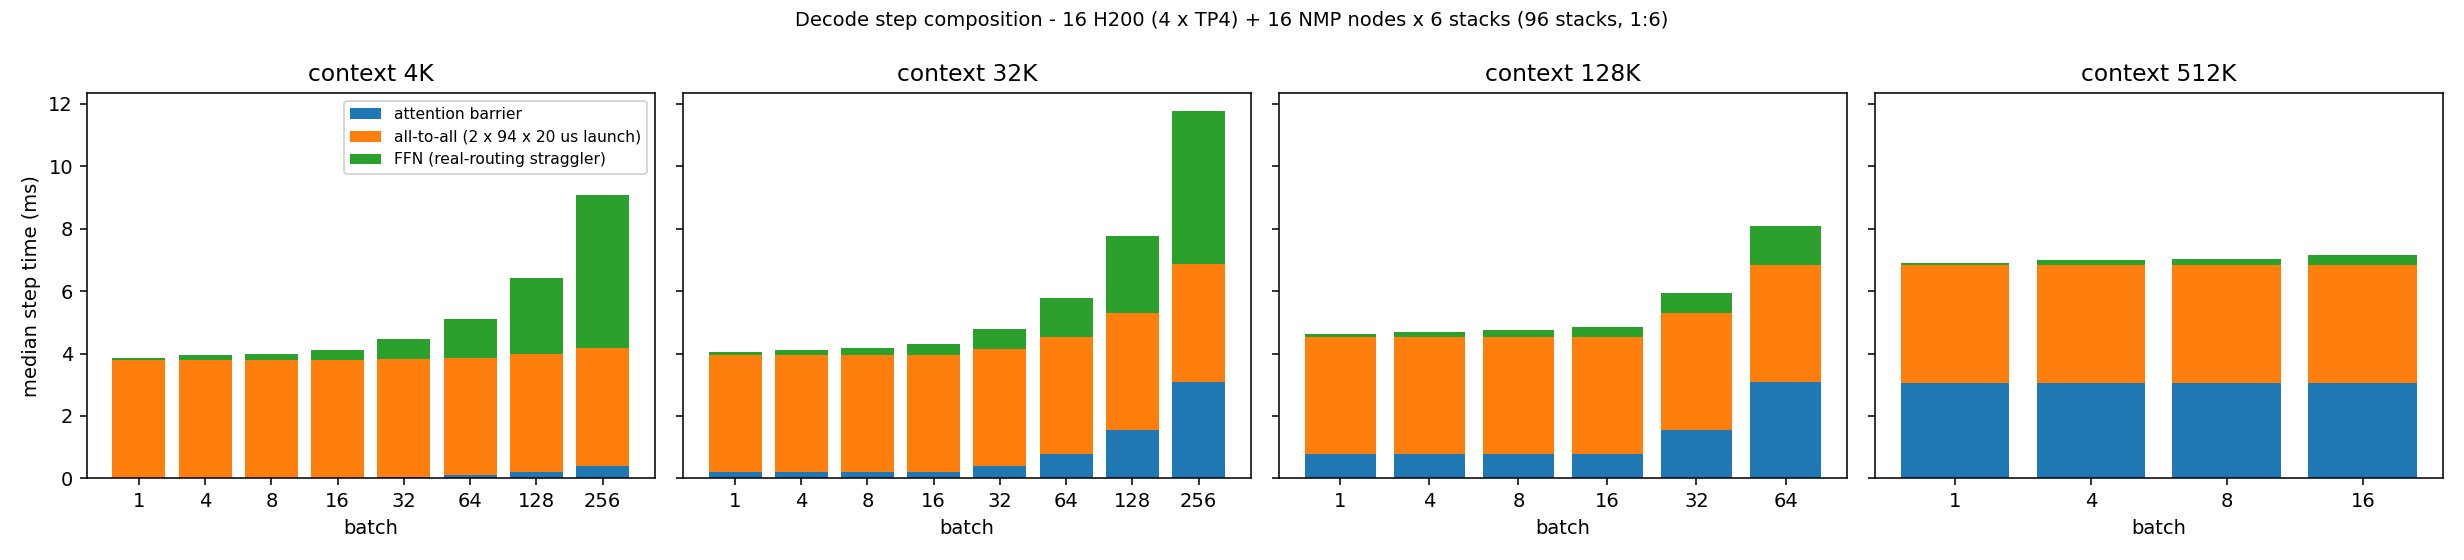 Decode step composition - 16 H200 (4 x TP4) + 16 NMP nodes x 6 stacks (96 stacks, 1:6)
context 4K
context 32K
context 128K
context 512K
median step time (ms)
12
10
8
6
4
2
0
attention barrier
all-to-all (2 x 94 x 20 us launch)
FFN (real-routing straggler)
1 4 8 16 32 64 128 256
1 4 8 16 32 64 128 256
1 4 8 16 32 64
1 4 8 16
batch
batch
batch
batch